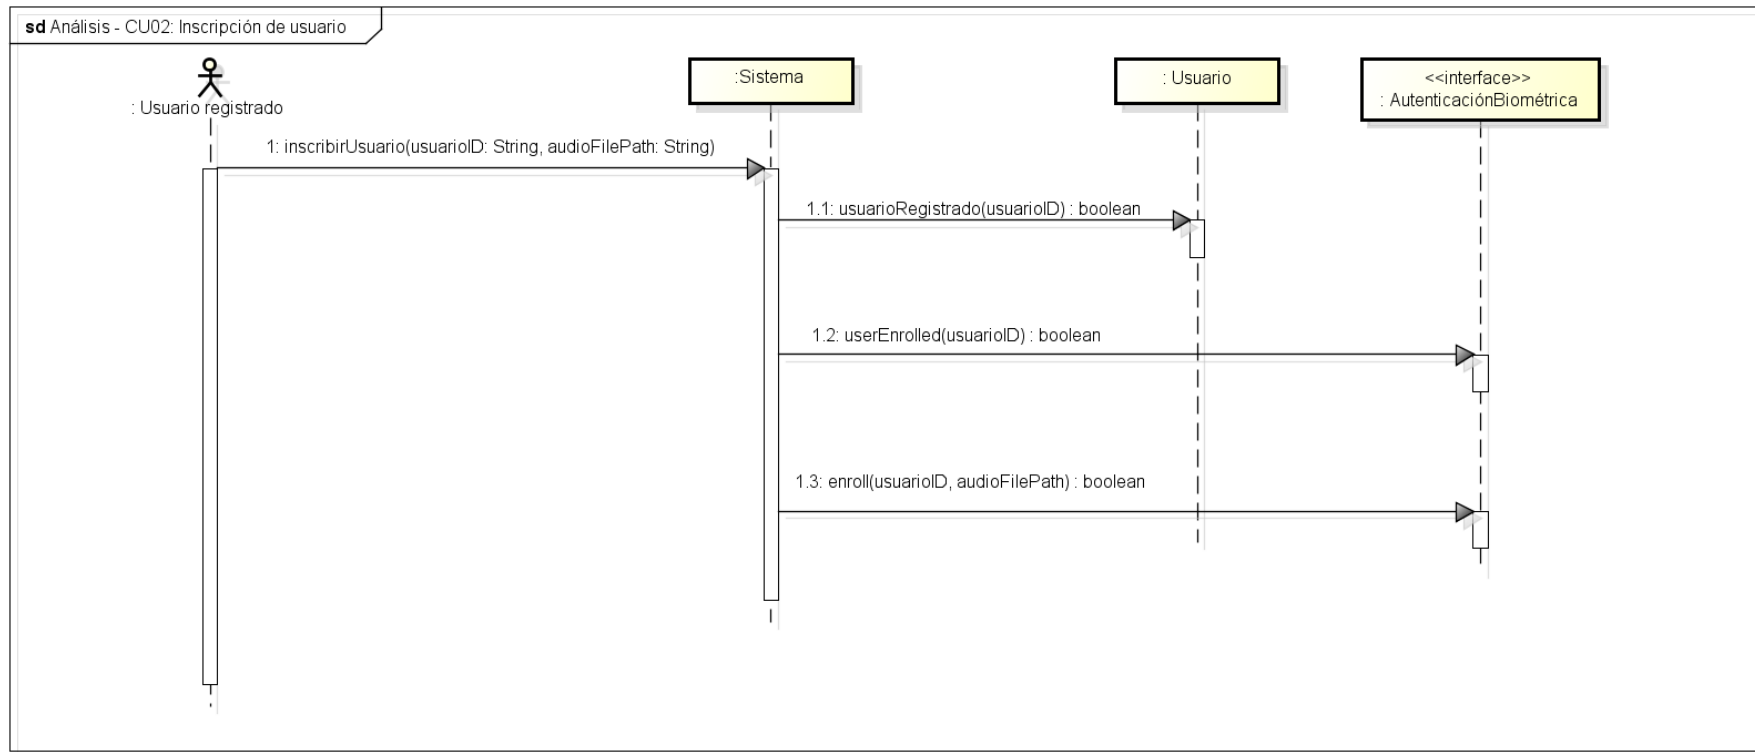 sd Análisis - CU02: Inscripción de usuario
: Usuario registrado
:Sistema
: Usuario
<<interface>>
: AutenticaciónBiométrica
1: inscribirUsuario(usuarioID: String, audioFilePath: String)
1.1: usuarioRegistrado(usuarioID) : boolean
1.2: userEnrolled(usuarioID) : boolean
1.3: enroll(usuarioID, audioFilePath) : boolean